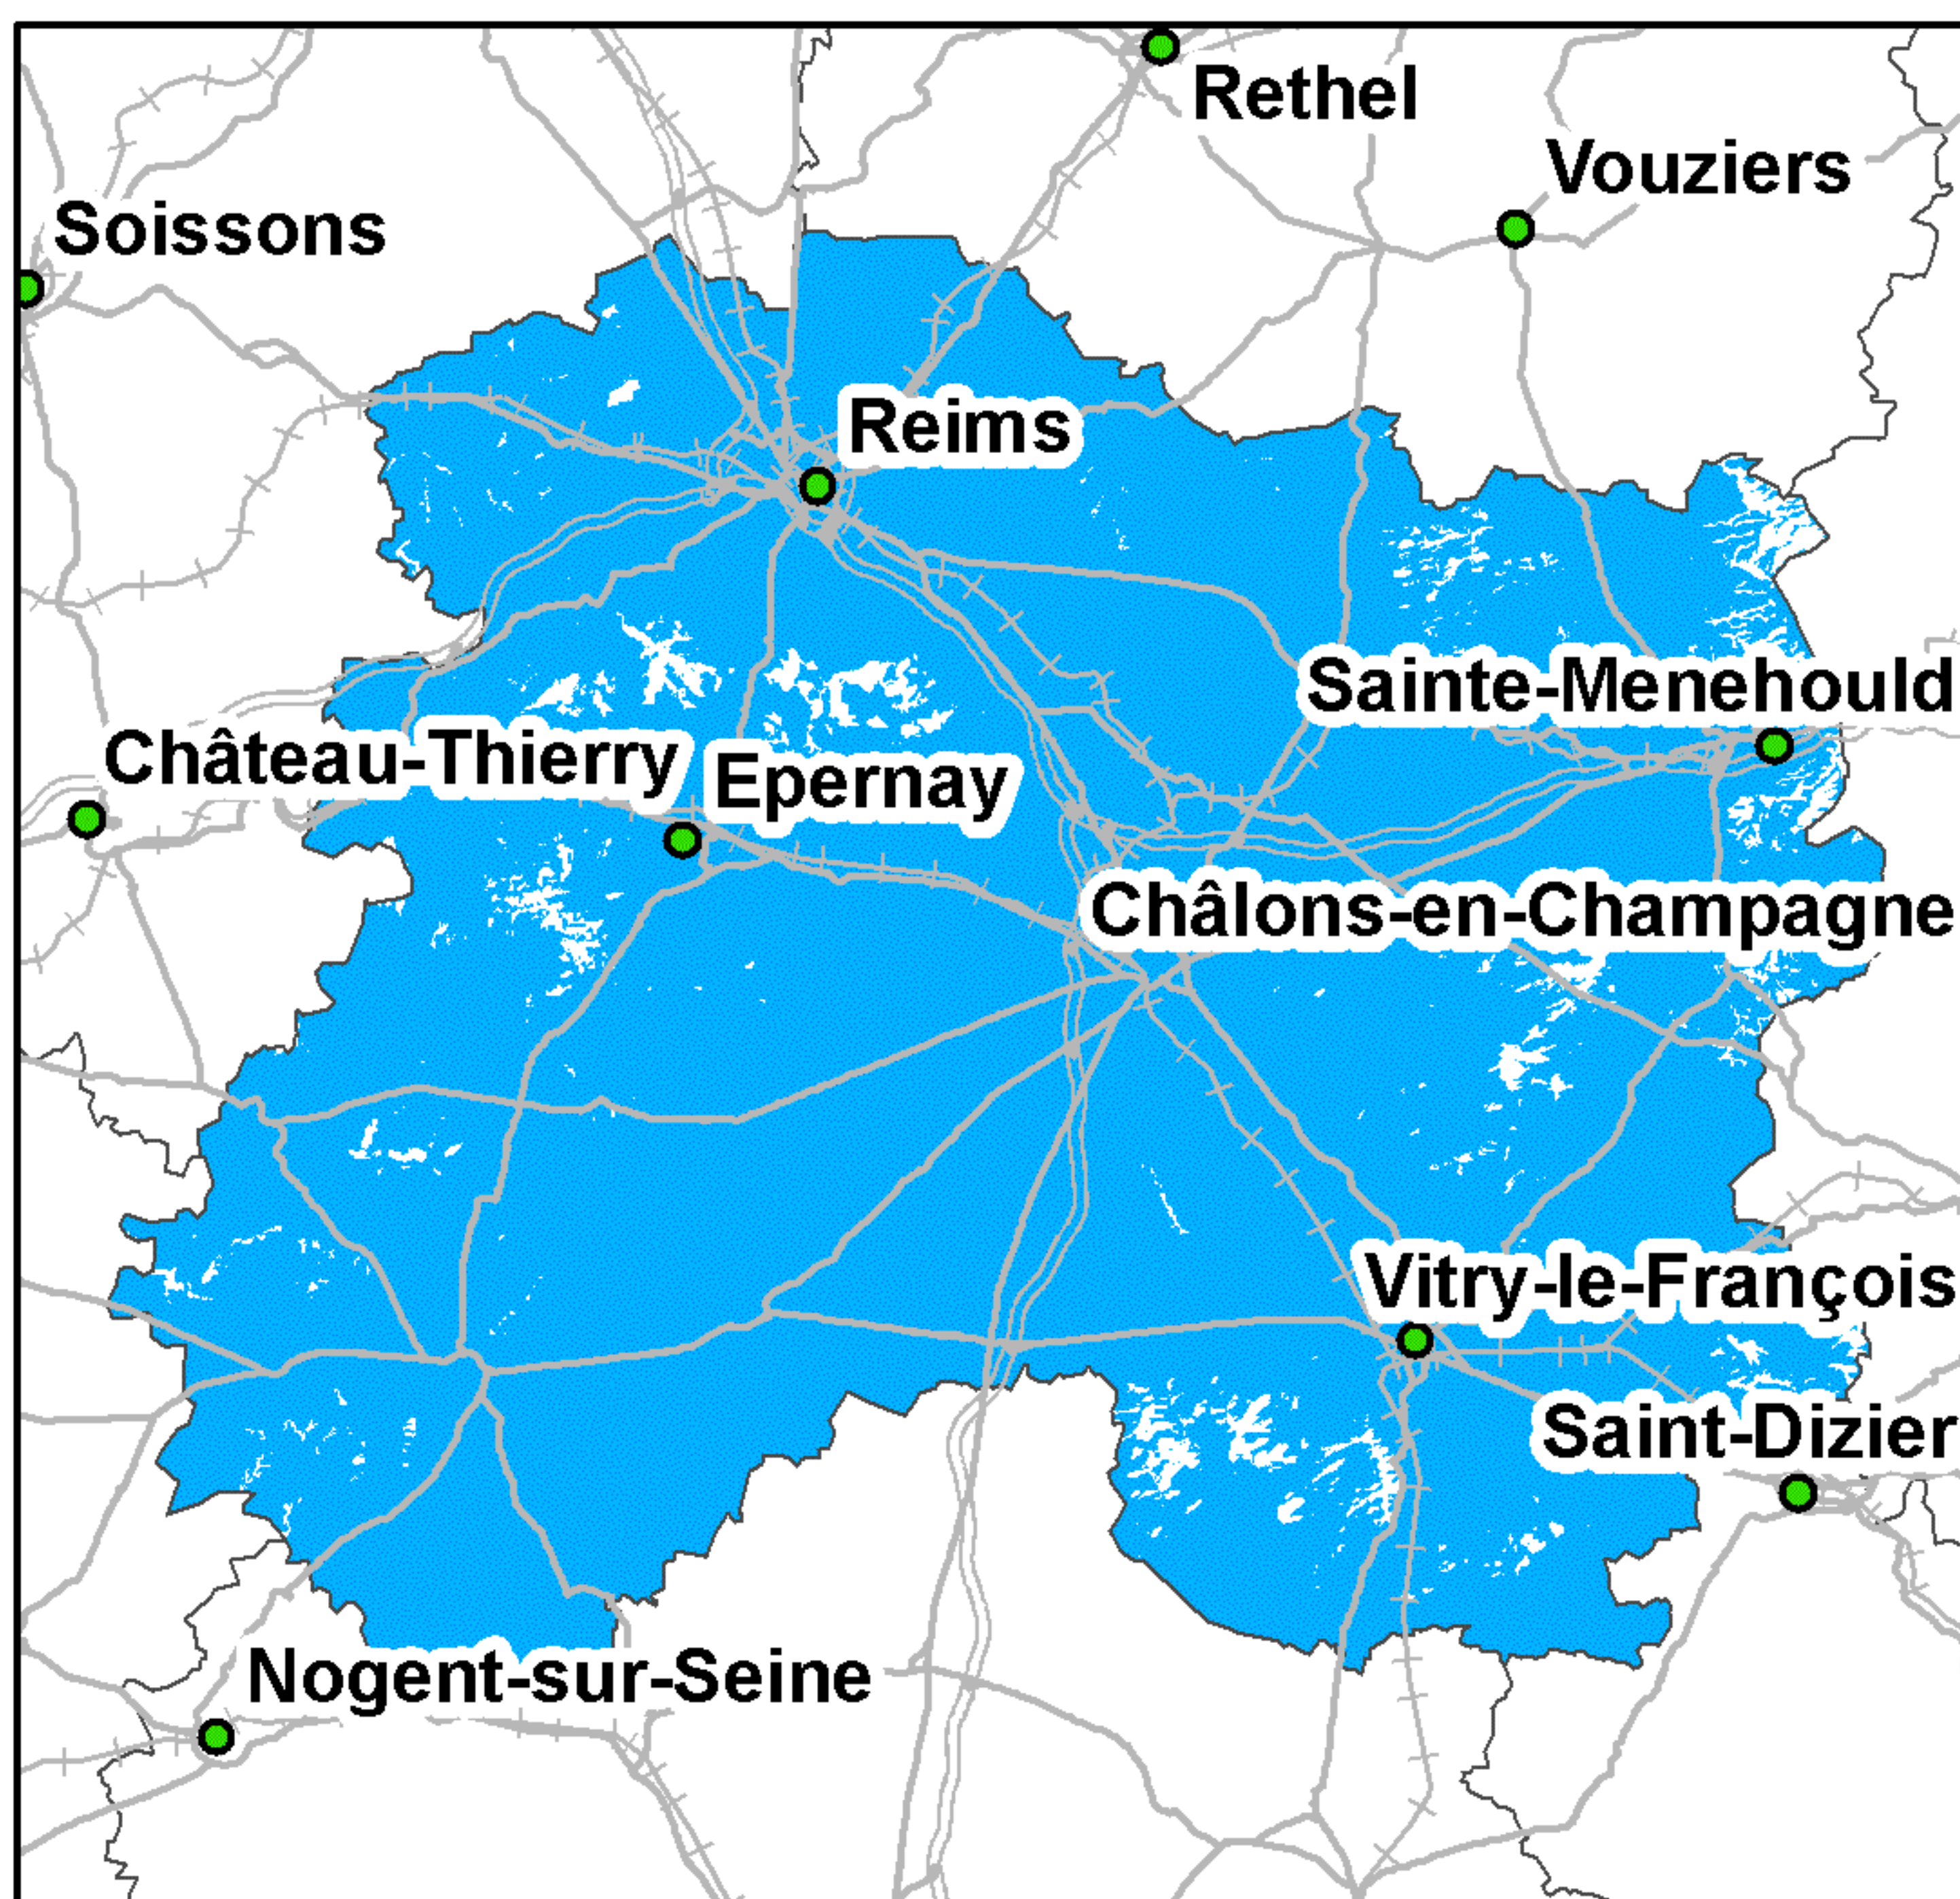 Rethel
Vouziers
Soissons
Reims
Sainte-Menehould
Château-Thierry
Epernay
Châlons-en-Champagne
Vitry-le-François
Saint-Dizier
Nogent-sur-Seine